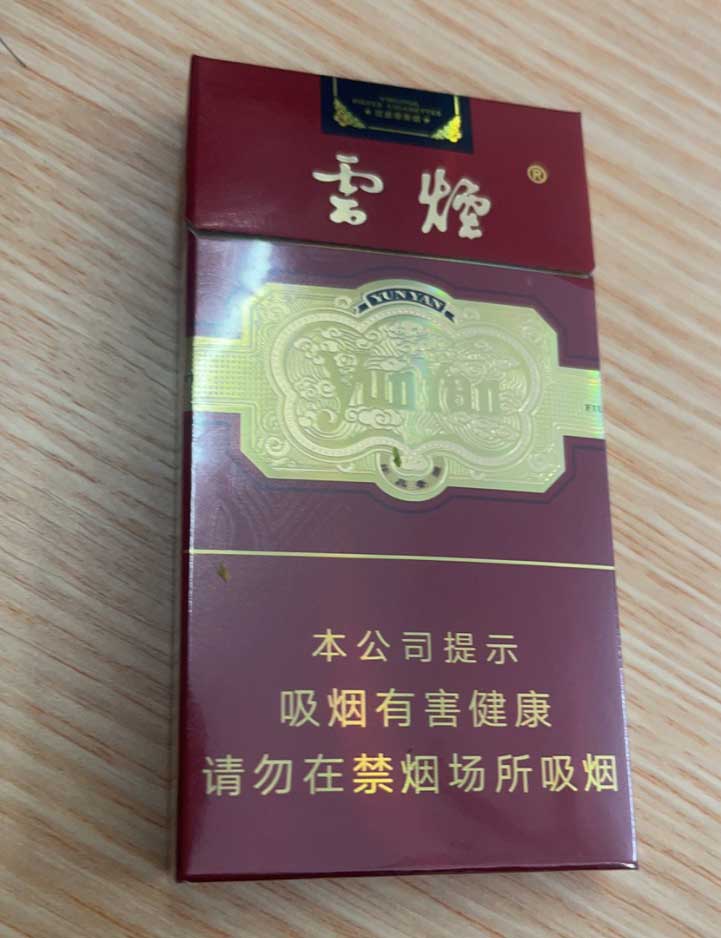 雲煙 ®
YUN YAN
Yun Yan
本公司提示
吸烟有害健康
请勿在禁烟场所吸烟